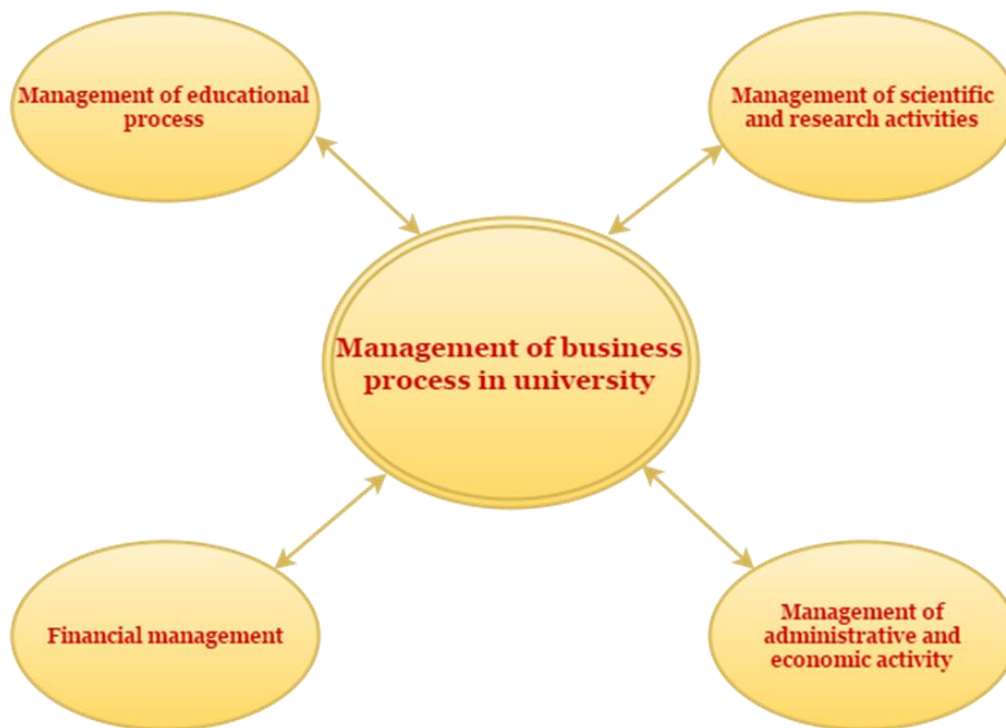 Management of educational
process
Management of scientific
and research activities
Management of business
process in university
Financial management
Management of
administrative and
economic activity